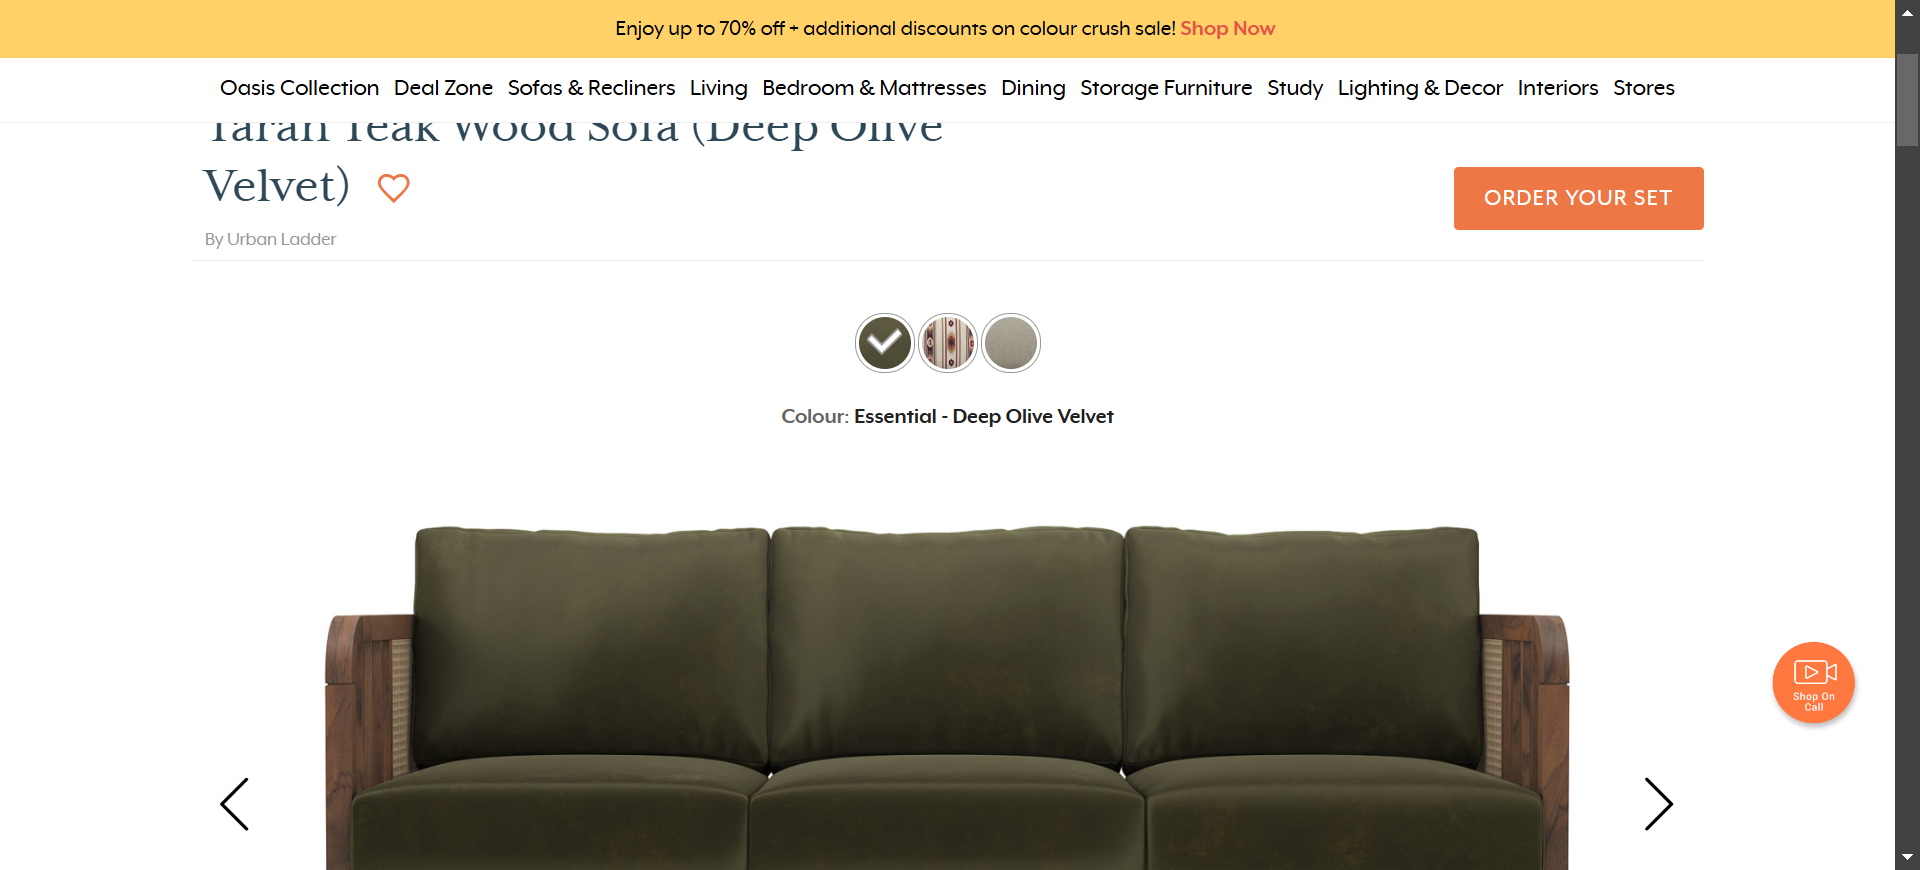 Enjoy up to 70% off + additional discounts on colour crush sale! Shop Now
Oasis Collection Deal Zone Sofas & Recliners Living Bedroom & Mattresses Dining Storage Furniture Study Lighting & Decor Interiors Stores
Taran Teak Wood Sofa (Deep Olive
Velvet)
ORDER YOUR SET
By Urban Ladder
Colour: Essential - Deep Olive Velvet
Shop On
Call